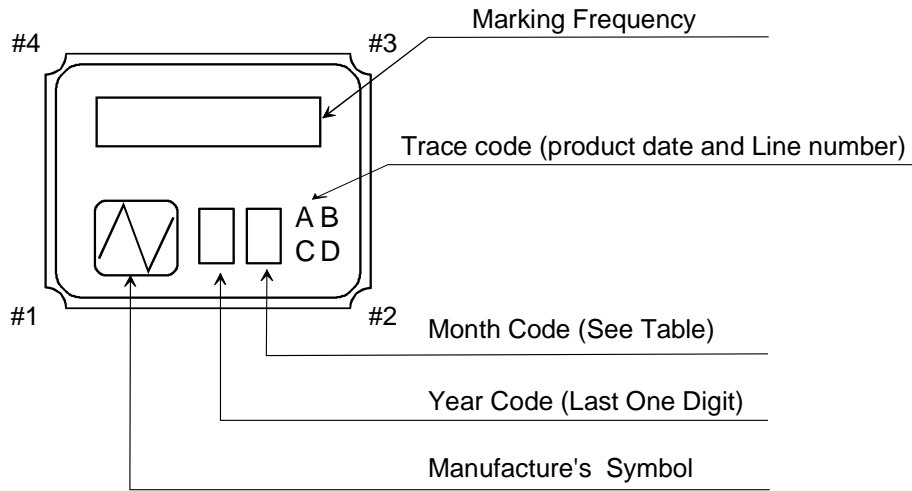 Marking Frequency
#4
#3
Trace code (product date and Line number)
A B
C D
#1
#2
Month Code (See Table)
Year Code (Last One Digit)
Manufacture's Symbol